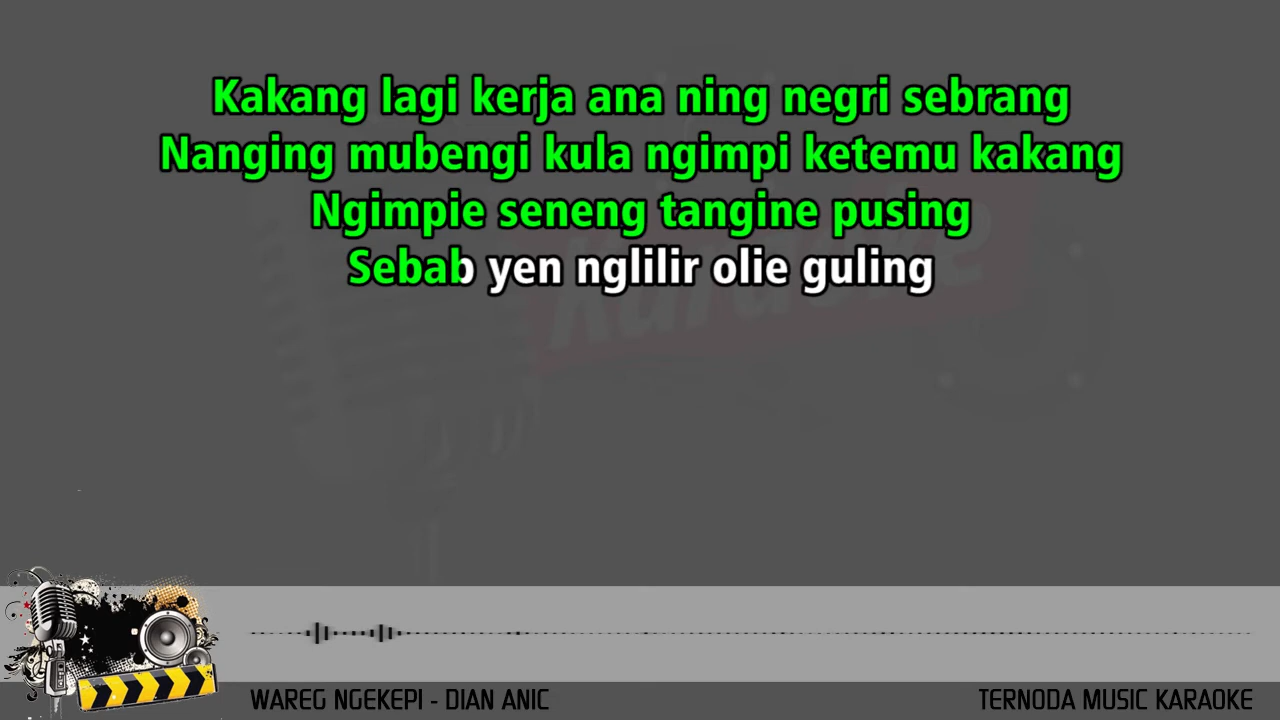 Kakang lagi kerja ana ning negri sebrang
Nanging mubengi kula ngimpi ketemu kakang
Ngimpie seneng tangine pusing
Sebab yen nglilir olie guling
Karaoke
WAREG NGEKEPI - DIAN ANIC
TERNODA MUSIC KARAOKE